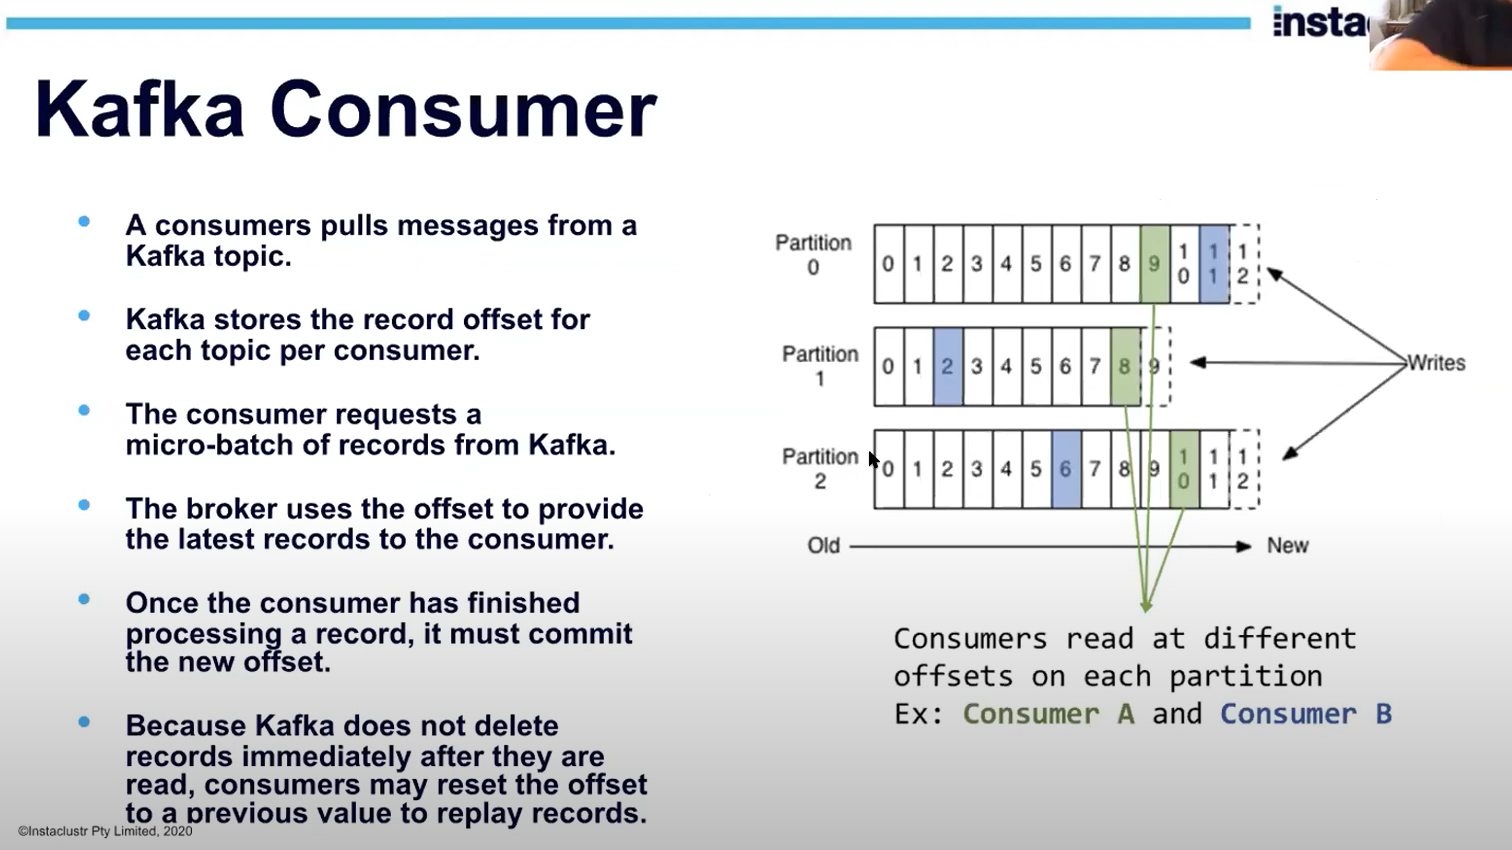 insta
Kafka Consumer
A consumers pulls messages from a
Kafka topic.
Kafka stores the record offset for
each topic per consumer.
The consumer requests a
micro-batch of records from Kafka.
The broker uses the offset to provide
the latest records to the consumer.
Once the consumer has finished
processing a record, it must commit
the new offset.
Because Kafka does not delete
records immediately after they are
read, consumers may reset the offset
to a previous value to replay records.
©Instaclustr Pty Limited, 2020
Partition
0
0 1 2 3 4 5 6 7 8 9 10 11 12
Partition
1
0 1 2 3 4 5 6 7 8 9
Writes
Partition
2
0 1 2 3 4 5 6 7 8 9 10 11 12
Old New
Consumers read at different
offsets on each partition
Ex: Consumer A and Consumer B